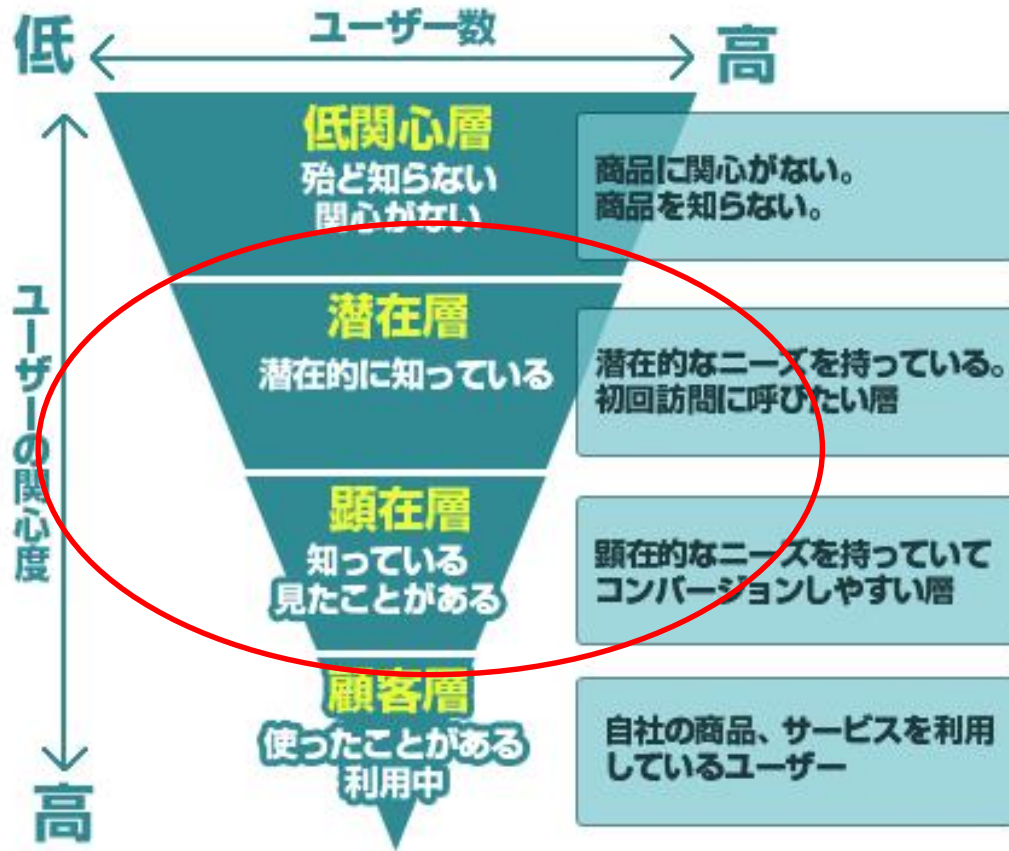 ユーザー数
低
高
ユーザーの関心度
高
低関心層
殆ど知らない
関心がない
商品に関心がない。
商品を知らない。
潜在層
潜在的に知っている
潜在的なニーズを持っている。
初回訪問に呼びたい層
顕在層
知っている
見たことがある
顕在的なニーズを持っていて
コンバージョンしやすい層
顧客層
使ったことがある
利用中
自社の商品、サービスを利用
しているユーザー